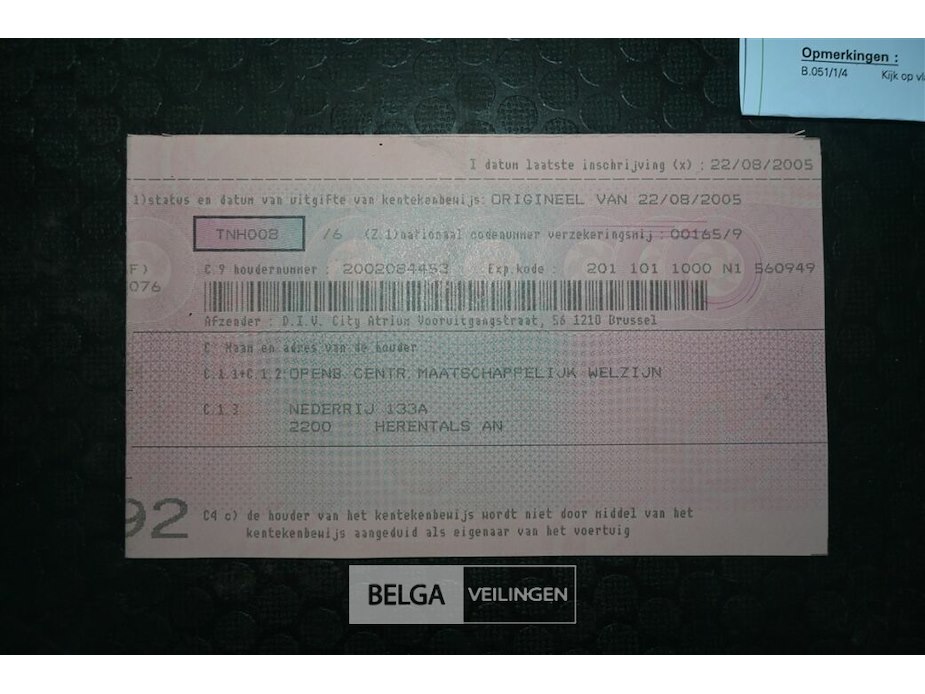 Opmerkingen :
B.051/1/4 Kijk op
I datum laatste inschrijving (x) : 22/08/2005
1)status en datum van uitgifte van kentekenbewijs: ORIGINEEL VAN 22/08/2005
TNH008 /6 (Z.1)nationaal codenummer verzekeringsmij : 00165/9
F) C 9 houdernummer : 2002084453 Exp.kode : 201 101 1000 N1 560949
076
Afzender : D.I.V. City Atrium Vooruitgangstraat, 56 1210 Brussel
C Naam en adres van de houder
C.1.1+C.1.2:OPENB CENTR MAATSCHAPPELIJK WELZIJN
C.1 3 NEDERRIJ 133A
2200 HERENTALS AN
92 C4 c) de houder van het kentekenbewijs wordt niet door middel van het
kentekenbewijs aangeduid als eigenaar van het voertuig
BELGA VEILINGEN